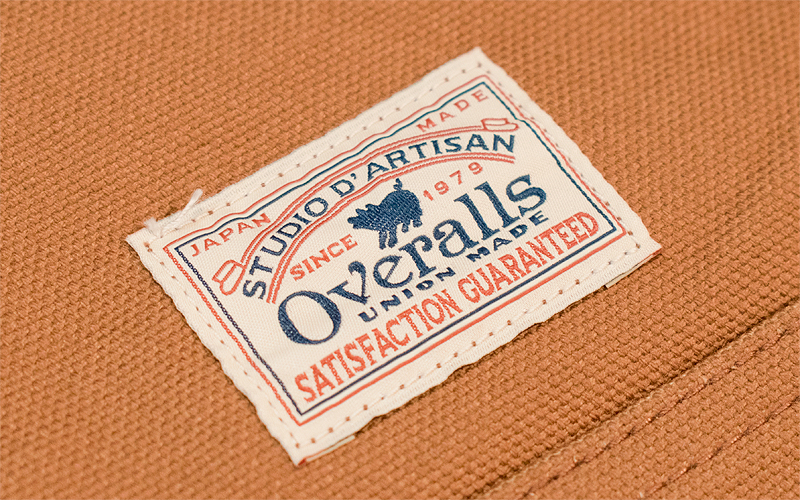 JAPAN MADE
STUDIO D'ARTISAN
SINCE 1979
Overalls
UNION MADE
SATISFACTION GUARANTEED